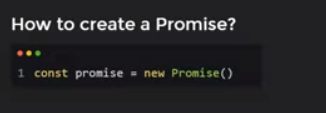 How to create a Promise?
1 const promise = new Promise()